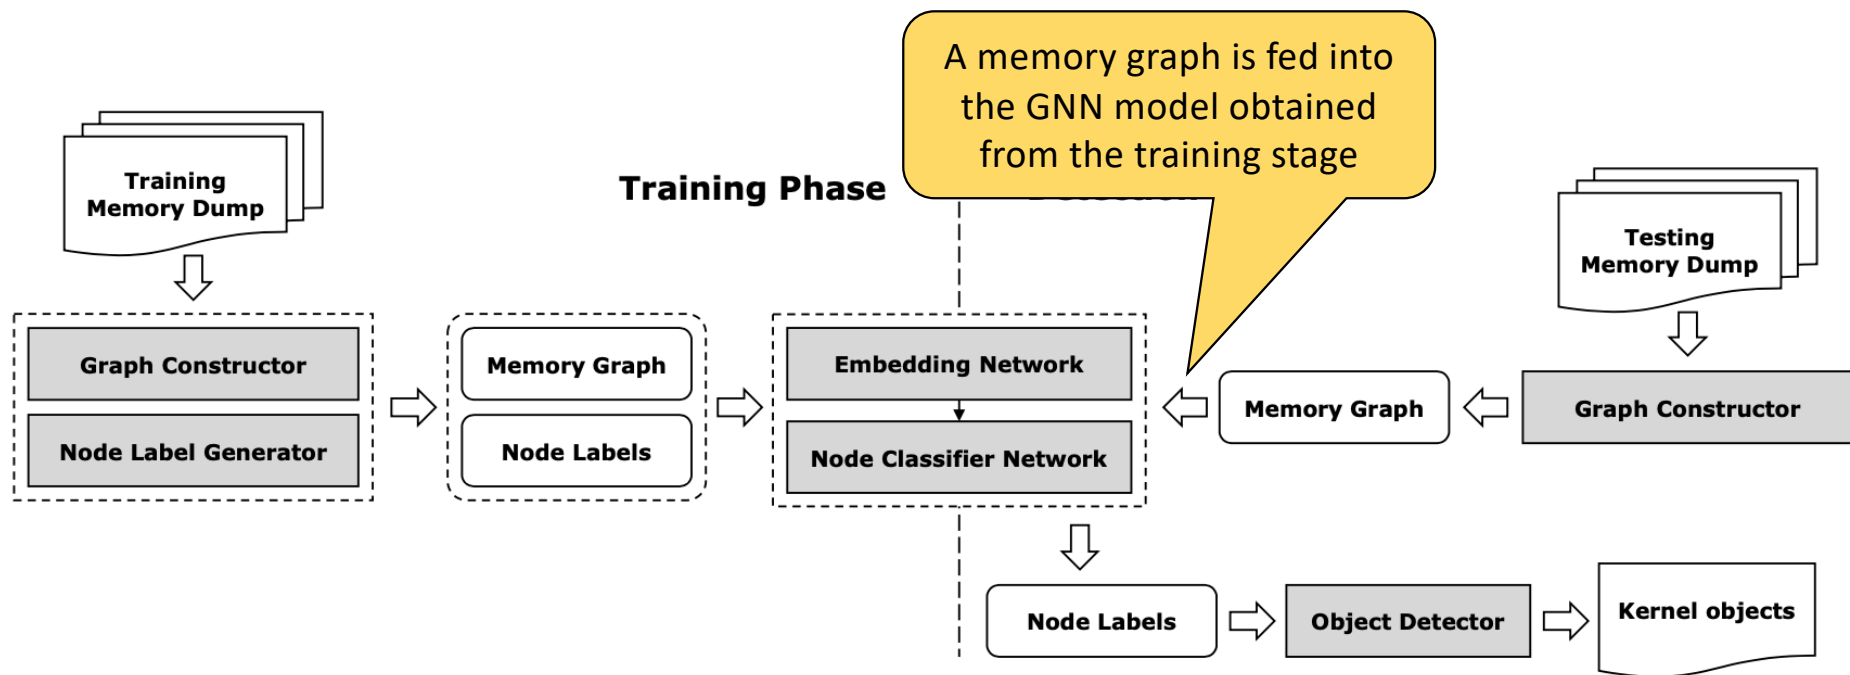 A memory graph is fed into
the GNN model obtained
from the training stage
Training
Memory Dump
Training Phase
Testing
Memory Dump
Graph Constructor
Node Label Generator
Memory Graph
Node Labels
Embedding Network
Node Classifier Network
Memory Graph
Graph Constructor
Node Labels
Object Detector
Kernel objects